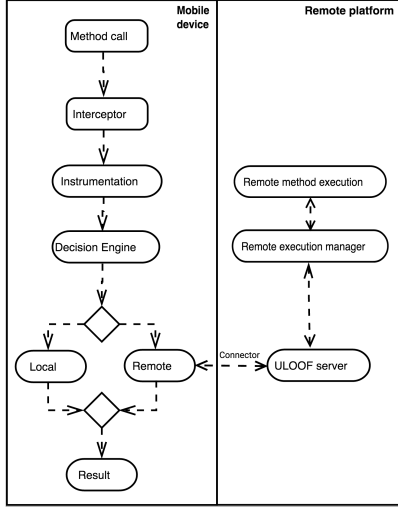 Mobile
device
Remote platform
Method call
Interceptor
Instrumentation
Decision Engine
Local
Remote
Result
Connector
Remote method execution
Remote execution manager
ULOOF server